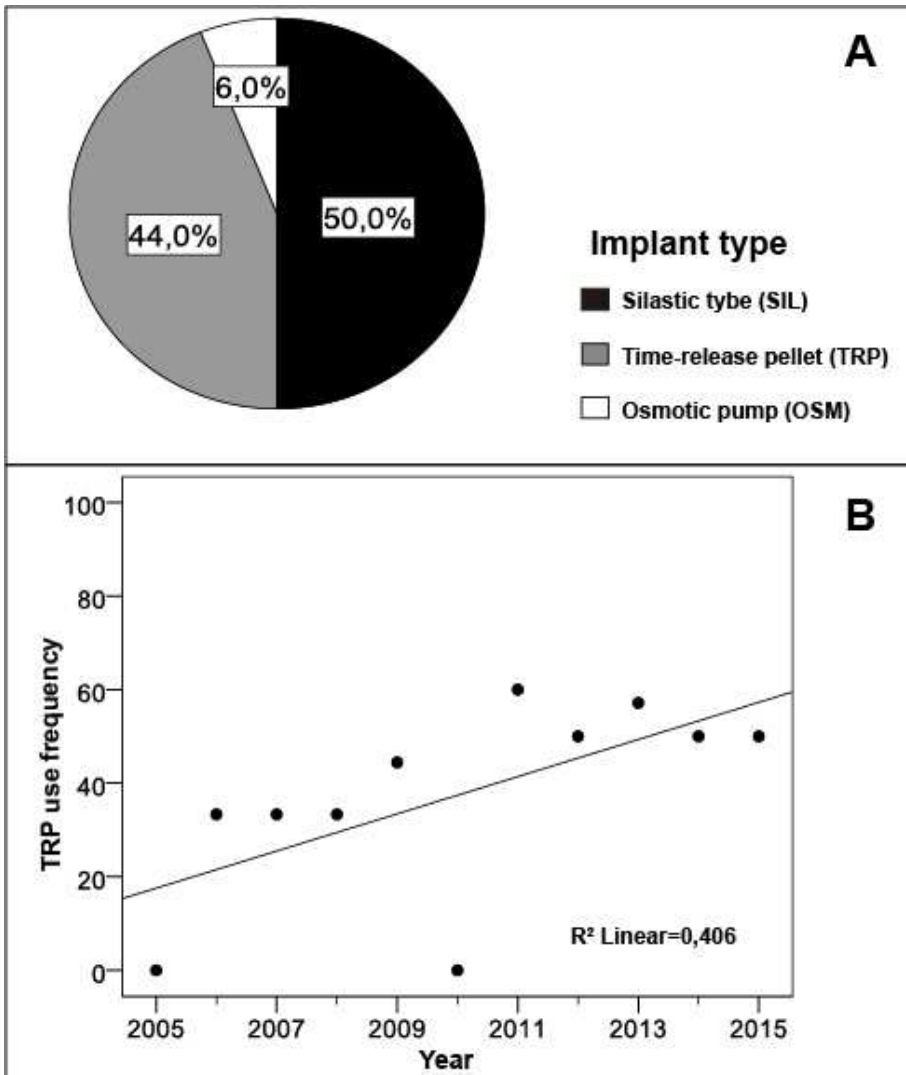 A
6,0%
44,0%
50,0%
Implant type
Silastic tybe (SIL)
Time-release pellet (TRP)
Osmotic pump (OSM)
B
100
80
60
40
20
0
TRP use frequency
R² Linear=0,406
2005 2007 2009 2011 2013 2015
Year